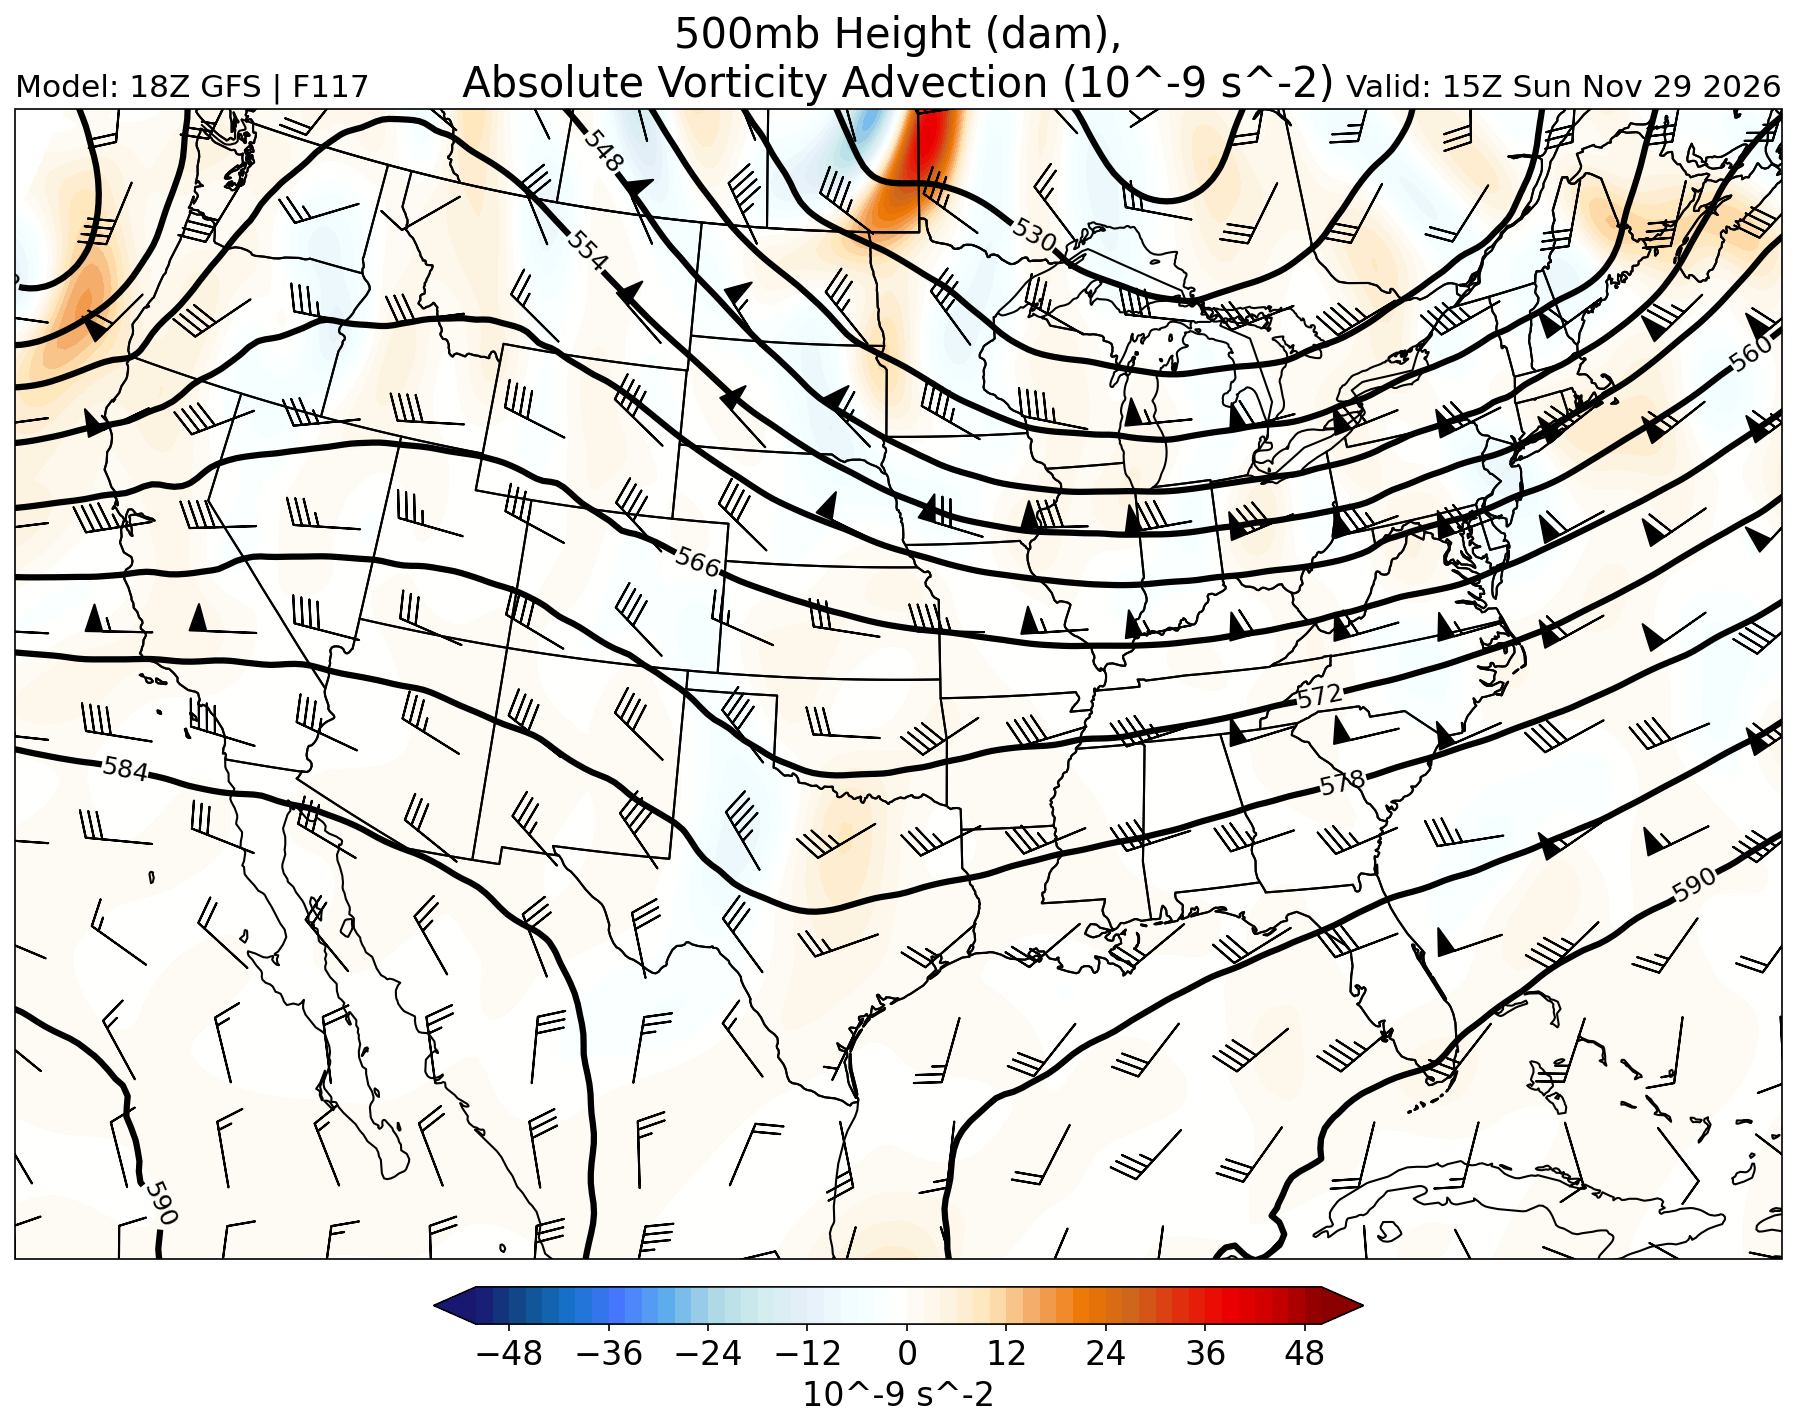 500mb Height (dam),
Model: 18Z GFS | F117
Absolute Vorticity Advection (10^-9 s^-2)
Valid: 15Z Sun Nov 29 2026
548
554
530
560
566
572
578
584
590
590
−48 −36 −24 −12 0 12 24 36 48
10^-9 s^-2